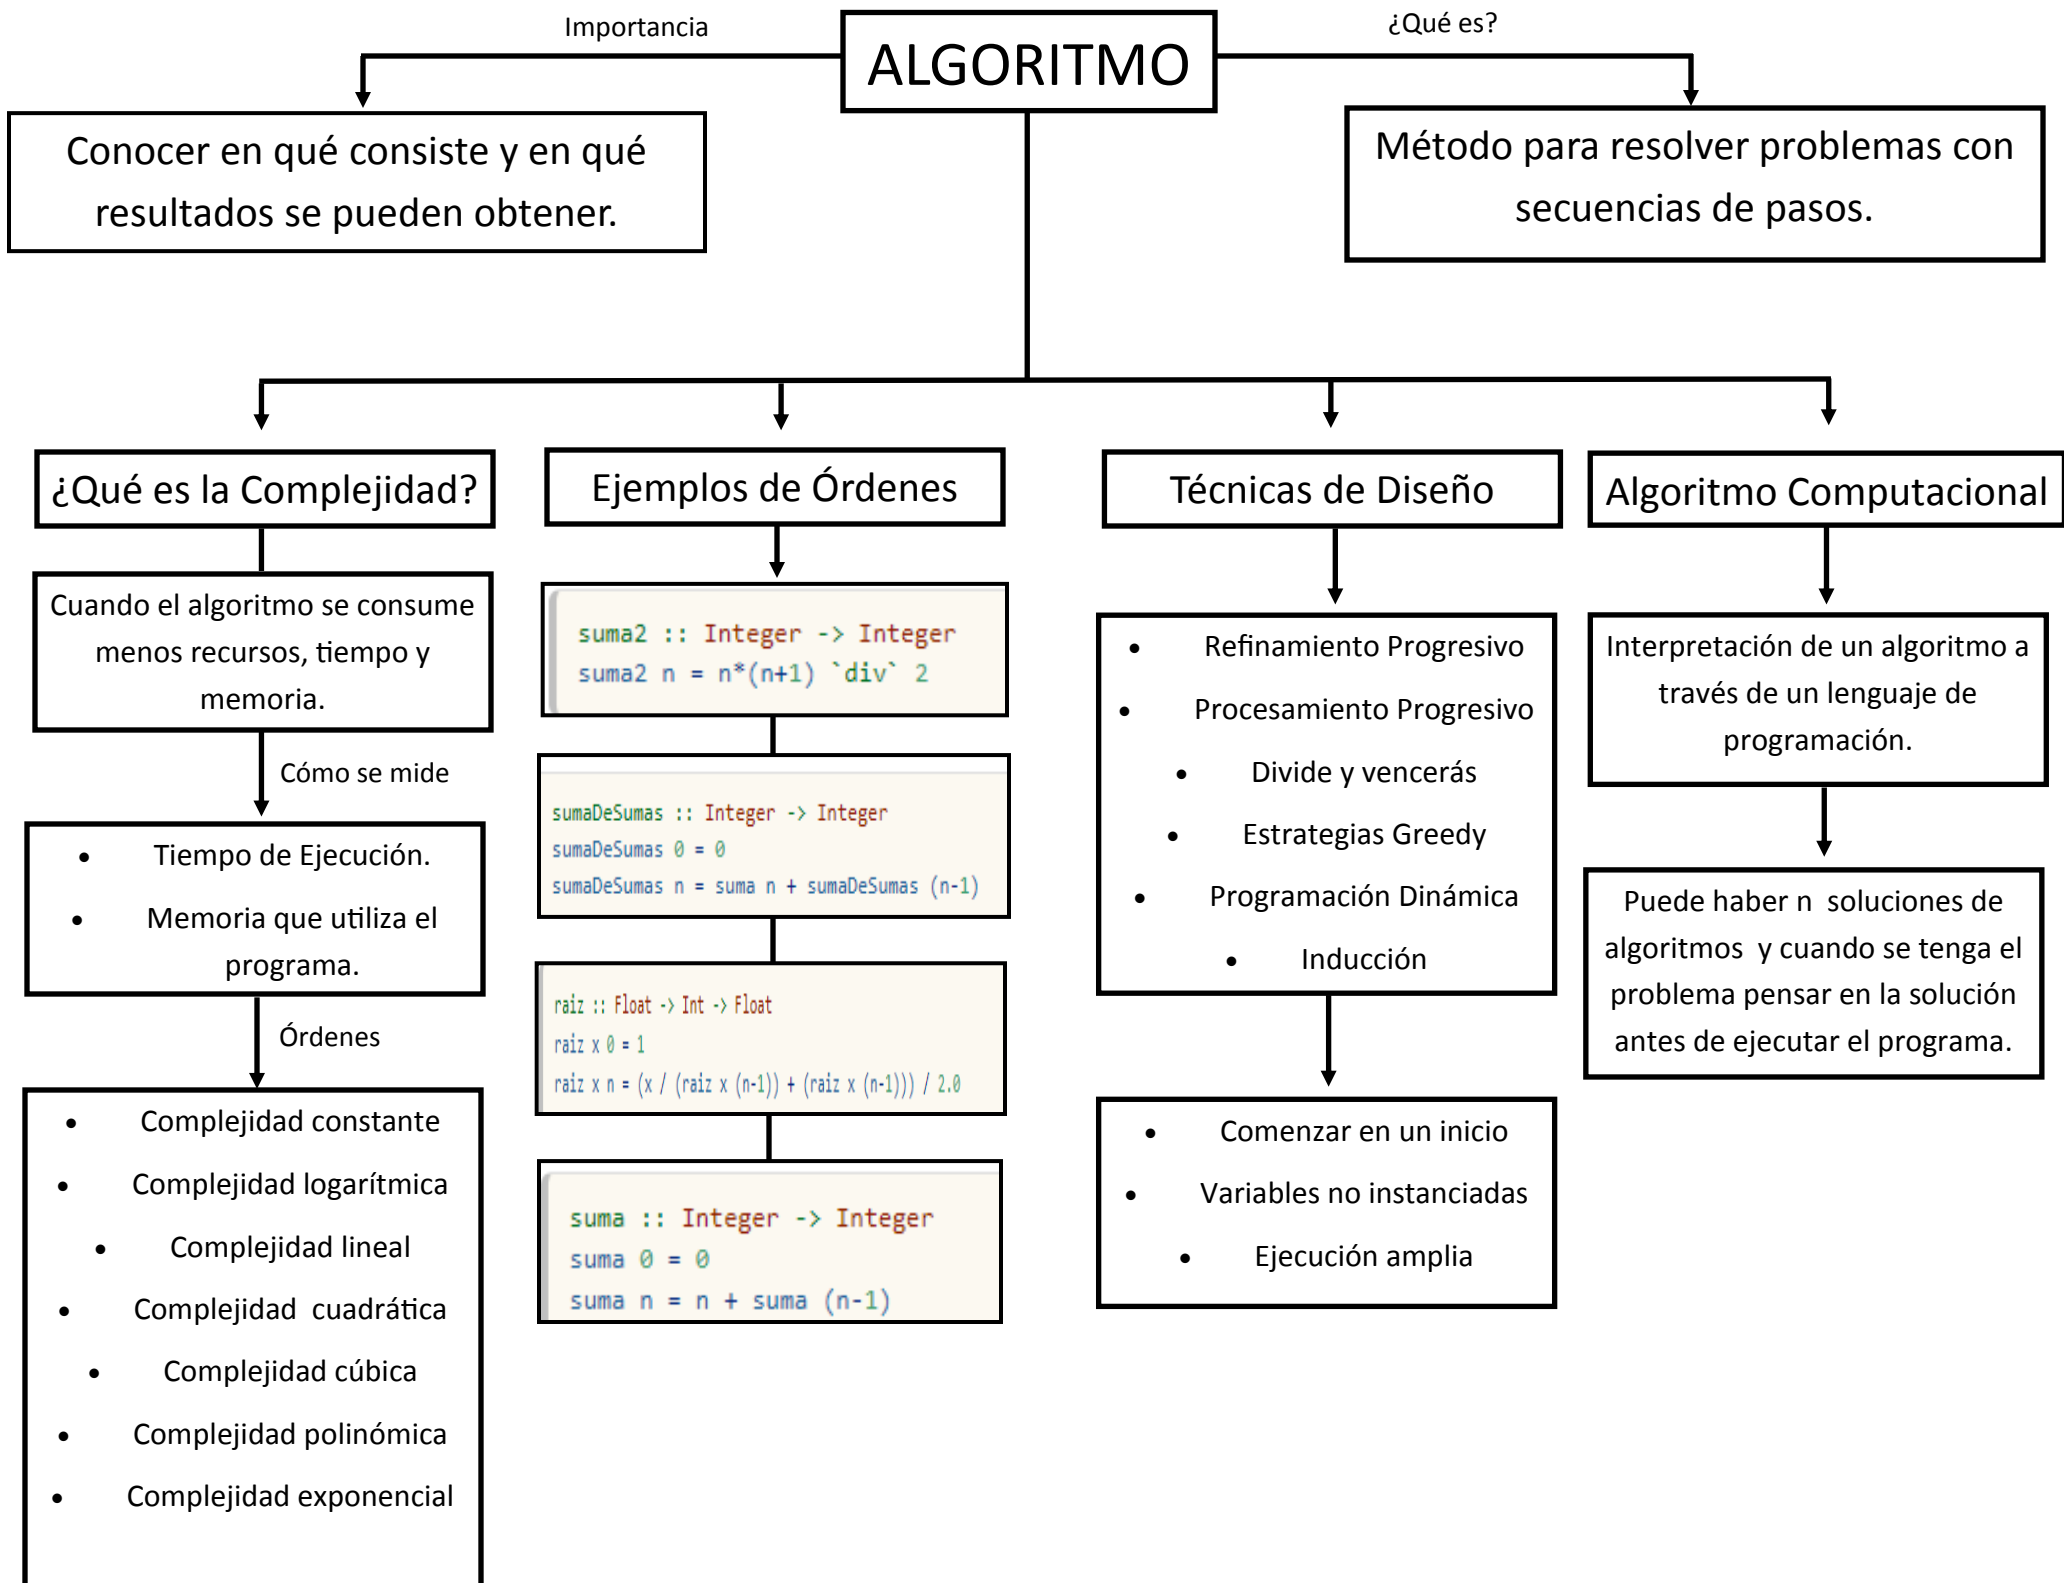 Importancia
ALGORITMO
¿Qué es?
Conocer en qué consiste y en qué
resultados se pueden obtener.
Método para resolver problemas con
secuencias de pasos.
¿Qué es la Complejidad?
Cuando el algoritmo se consume
menos recursos, tiempo y
memoria.
Cómo se mide
• Tiempo de Ejecución.
• Memoria que utiliza el
programa.
Órdenes
• Complejidad constante
• Complejidad logarítmica
• Complejidad lineal
• Complejidad  cuadrática
• Complejidad cúbica
• Complejidad polinómica
• Complejidad exponencial
Ejemplos de Órdenes
suma2 :: Integer -> Integer
suma2 n = n*(n+1) `div` 2
sumaDeSumas :: Integer -> Integer
sumaDeSumas 0 = 0
sumaDeSumas n = suma n + sumaDeSumas (n-1)
raiz :: Float -> Int -> Float
raiz x 0 = 1
raiz x n = (x / (raiz x (n-1)) + (raiz x (n-1))) / 2.0
suma :: Integer -> Integer
suma 0 = 0
suma n = n + suma (n-1)
Técnicas de Diseño
• Refinamiento Progresivo
• Procesamiento Progresivo
• Divide y vencerás
• Estrategias Greedy
• Programación Dinámica
• Inducción
• Comenzar en un inicio
• Variables no instanciadas
• Ejecución amplia
Algoritmo Computacional
Interpretación de un algoritmo a
través de un lenguaje de
programación.
Puede haber n  soluciones de
algoritmos  y cuando se tenga el
problema pensar en la solución
antes de ejecutar el programa.